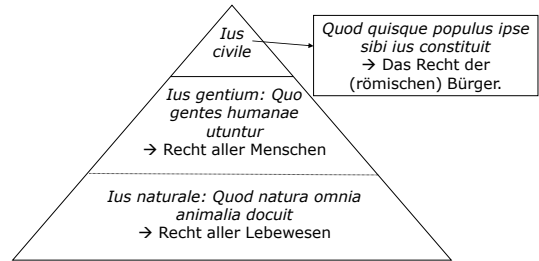 Ius
civile
Quod quisque populus ipse
sibi ius constituit
→ Das Recht der
(römischen) Bürger.
Ius gentium: Quo
gentes humanae
utuntur
→ Recht aller Menschen
Ius naturale: Quod natura omnia
animalia docuit
→ Recht aller Lebewesen